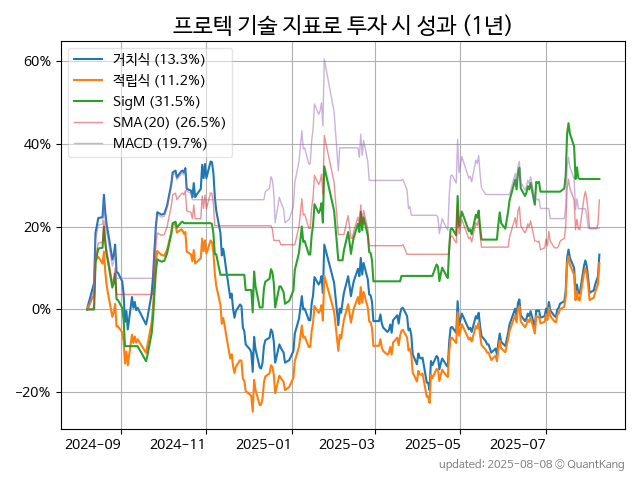 프로텍 기술 지표로 투자 시 성과 (1년)
거치식 (13.3%)
적립식 (11.2%)
SigM (31.5%)
SMA(20) (26.5%)
MACD (19.7%)
60%
40%
20%
0%
−20%
2024-09 2024-11 2025-01 2025-03 2025-05 2025-07
updated: 2025-08-08 © QuantKang